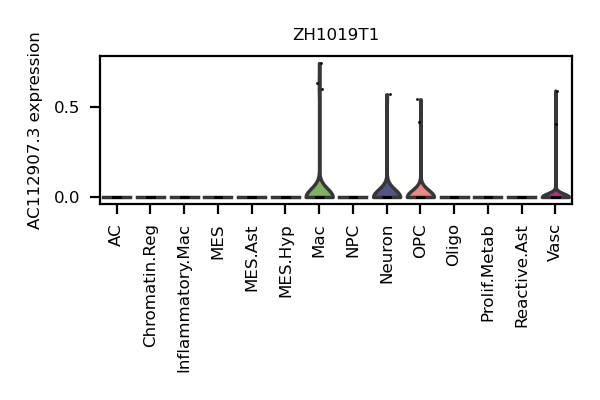 ZH1019T1
AC112907.3 expression
0.5
0.0
AC
Chromatin.Reg
Inflammatory.Mac
MES
MES.Ast
MES.Hyp
Mac
NPC
Neuron
OPC
Oligo
Prolif.Metab
Reactive.Ast
Vasc